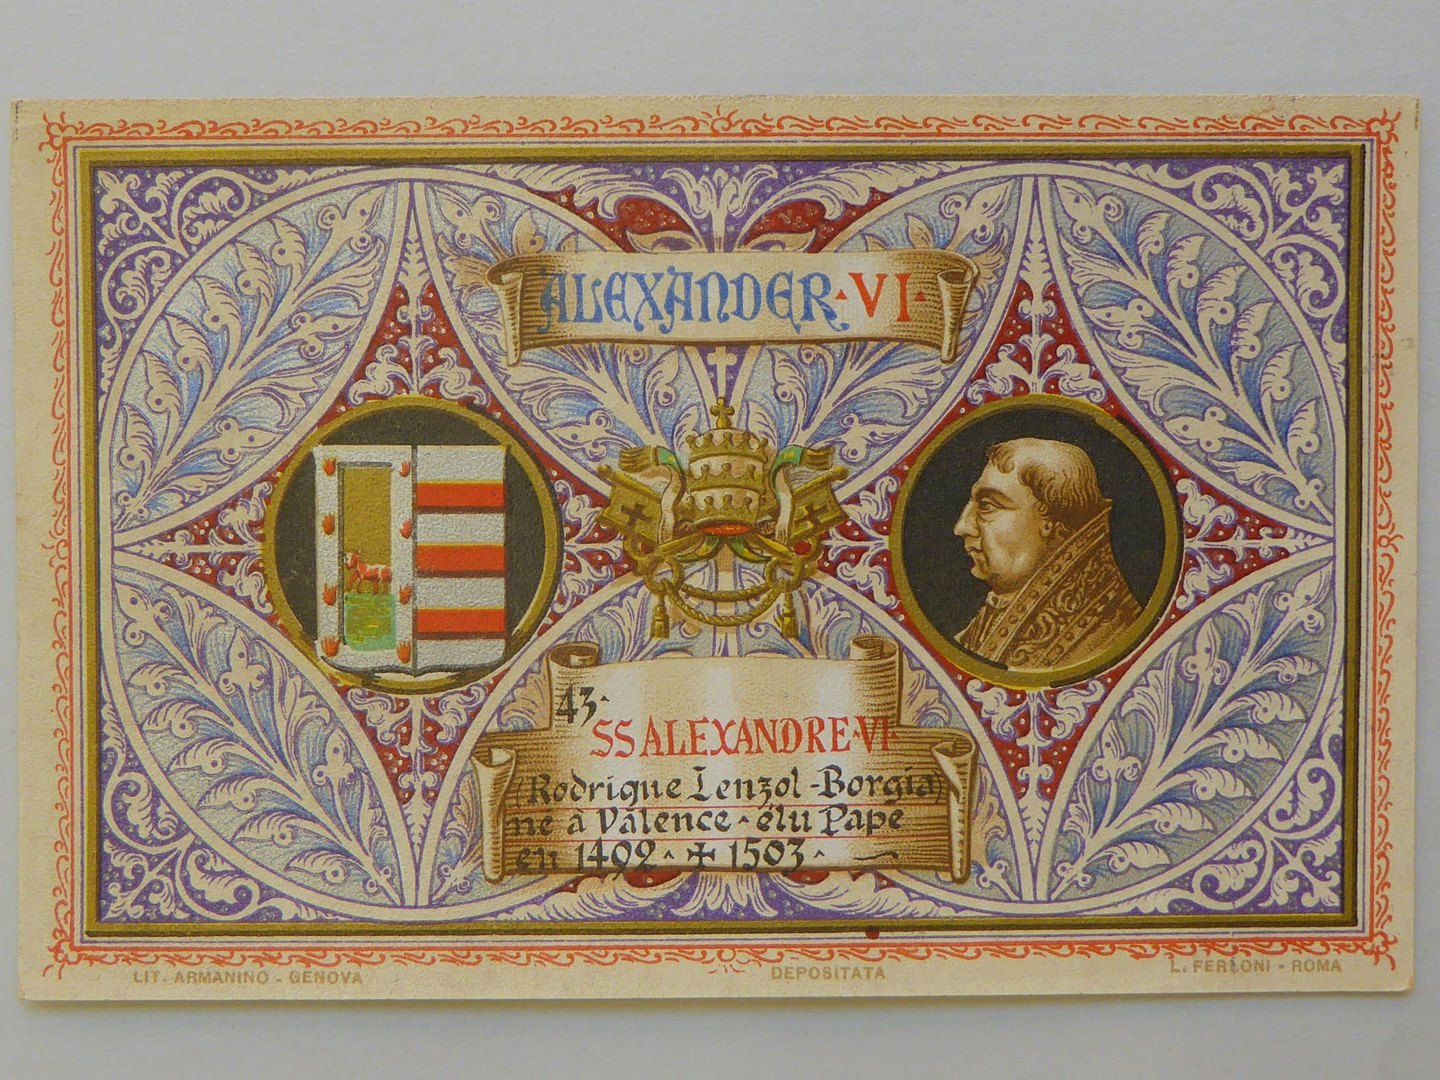 ALEXANDER·VI·
43·
SS ALEXANDRE·VI·
(Rodrigue Lenzol-Borgia)
né à Valence · élu Pape
en 1492 · ✝ 1503 · —
LIT. ARMANINO - GENOVA
DEPOSITATA
L. FERLONI - ROMA